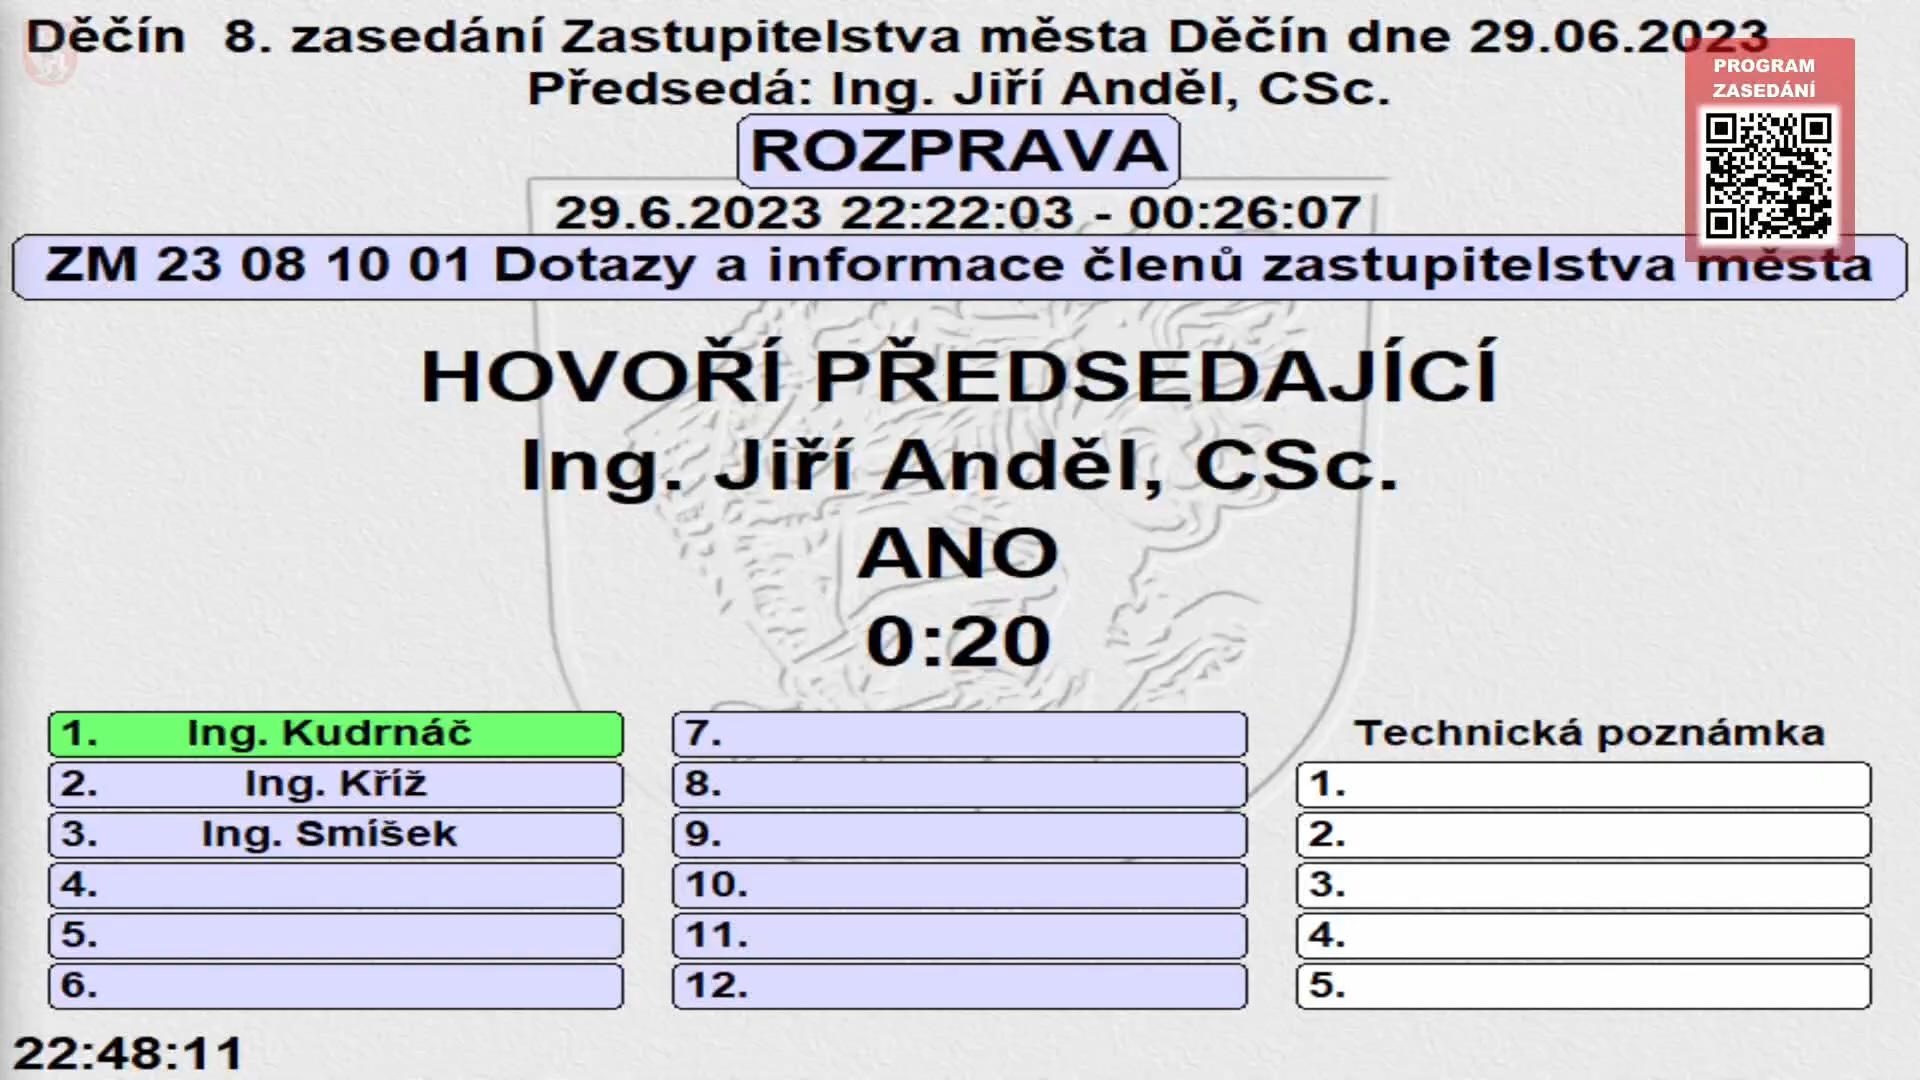 Děčín 8. zasedání Zastupitelstva města Děčín dne 29.06.2023
Předsedá: Ing. Jiří Anděl, CSc.
PROGRAM
ZASEDÁNÍ
ROZPRAVA
29.6.2023 22:22:03 - 00:26:07
ZM 23 08 10 01 Dotazy a informace členů zastupitelstva města
HOVOŘÍ PŘEDSEDAJÍCÍ
Ing. Jiří Anděl, CSc.
ANO
0:20
1. Ing. Kudrnáč
2. Ing. Kříž
3. Ing. Smíšek
4.
5.
6.
7.
8.
9.
10.
11.
12.
Technická poznámka
1.
2.
3.
4.
5.
22:48:11